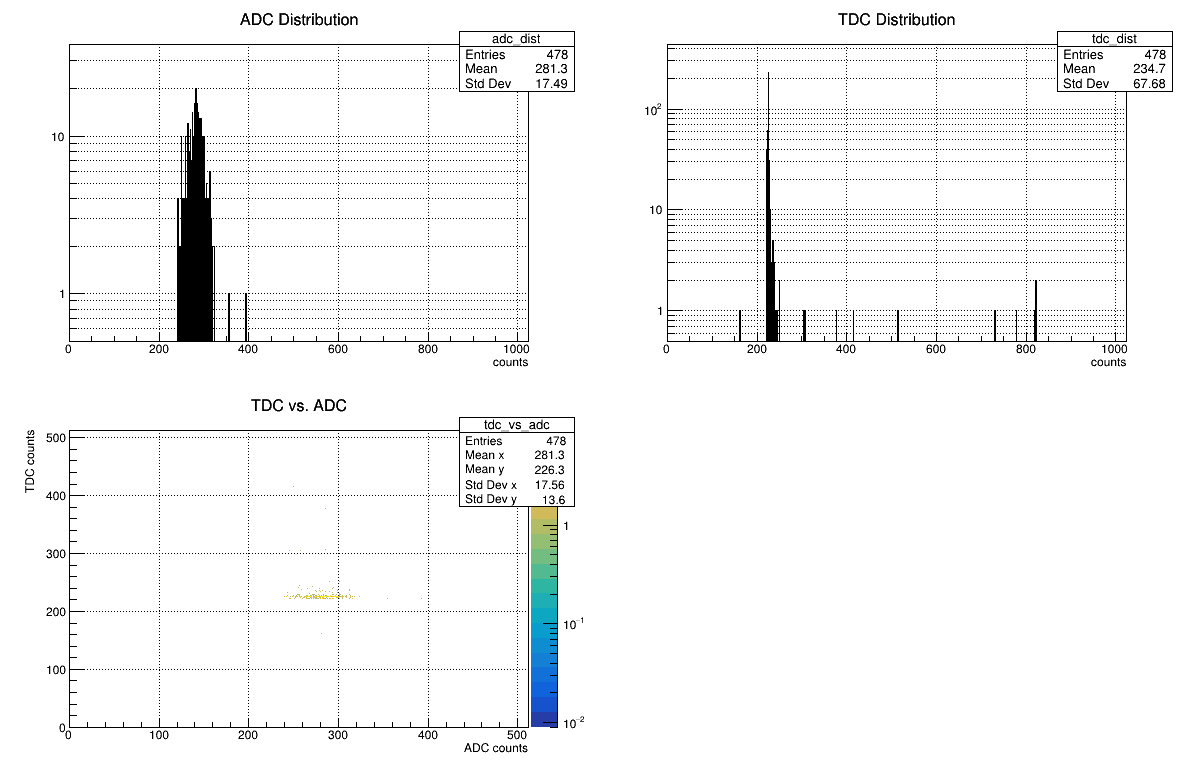 ADC Distribution
adc_dist
Entries 478
Mean 281.3
Std Dev 17.49
10
1
0 200 400 600 800 1000
counts
TDC Distribution
tdc_dist
Entries 478
Mean 234.7
Std Dev 67.68
10²
10
1
0 200 400 600 800 1000
counts
TDC vs. ADC
tdc_vs_adc
Entries 478
Mean x 281.3
Mean y 226.3
Std Dev x 17.56
Std Dev y 13.6
TDC counts
500
400
300
200
100
0
0 100 200 300 400 500
ADC counts
1
10⁻¹
10⁻²